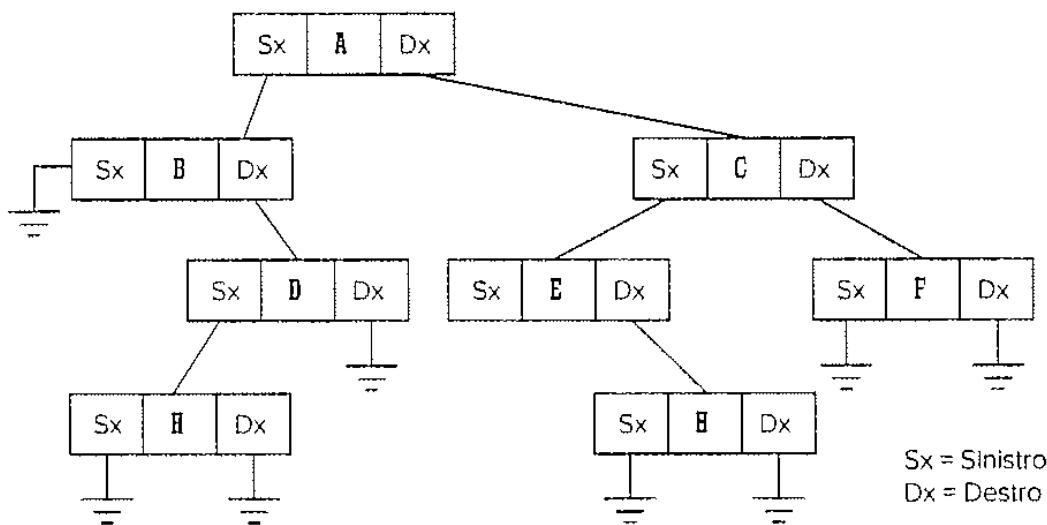 Sx A Dx
Sx B Dx
Sx C Dx
Sx D Dx
Sx E Dx
Sx F Dx
Sx H Dx
Sx H Dx
Sx = Sinistro
Dx = Destro